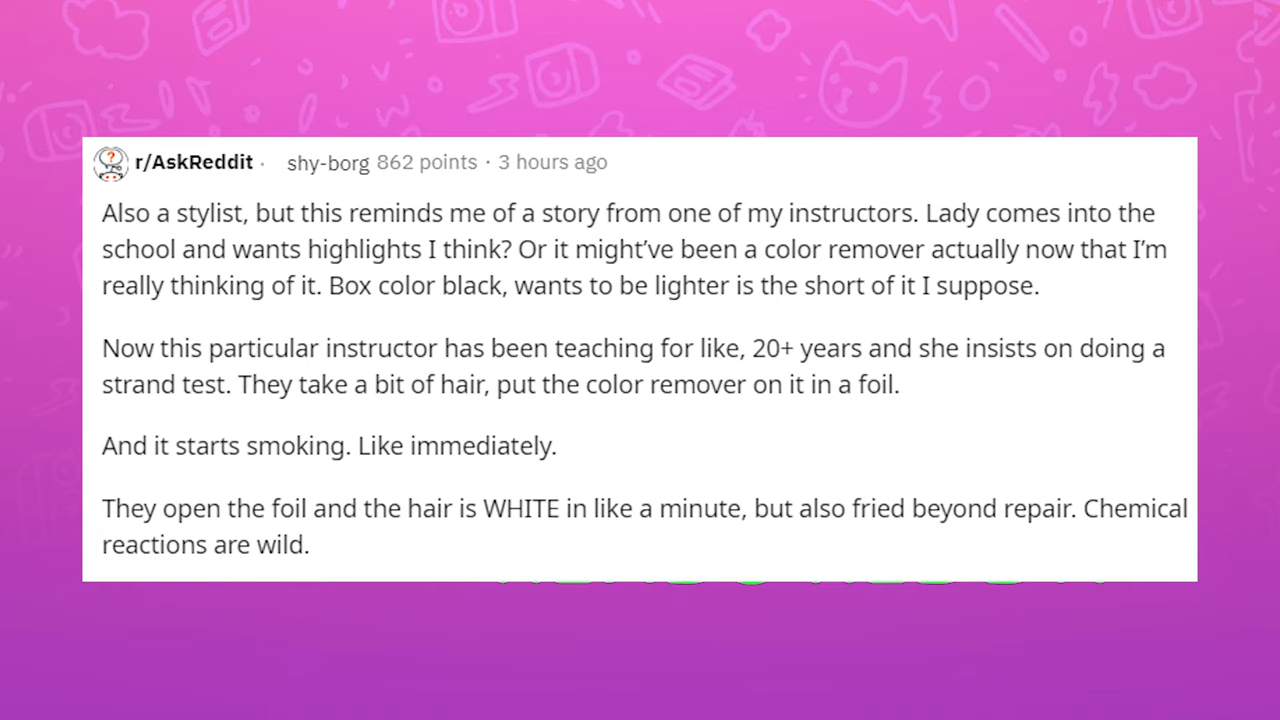 r/AskReddit · shy-borg 862 points · 3 hours ago
Also a stylist, but this reminds me of a story from one of my instructors. Lady comes into the
school and wants highlights I think? Or it might’ve been a color remover actually now that I’m
really thinking of it. Box color black, wants to be lighter is the short of it I suppose.
Now this particular instructor has been teaching for like, 20+ years and she insists on doing a
strand test. They take a bit of hair, put the color remover on it in a foil.
And it starts smoking. Like immediately.
They open the foil and the hair is WHITE in like a minute, but also fried beyond repair. Chemical
reactions are wild.